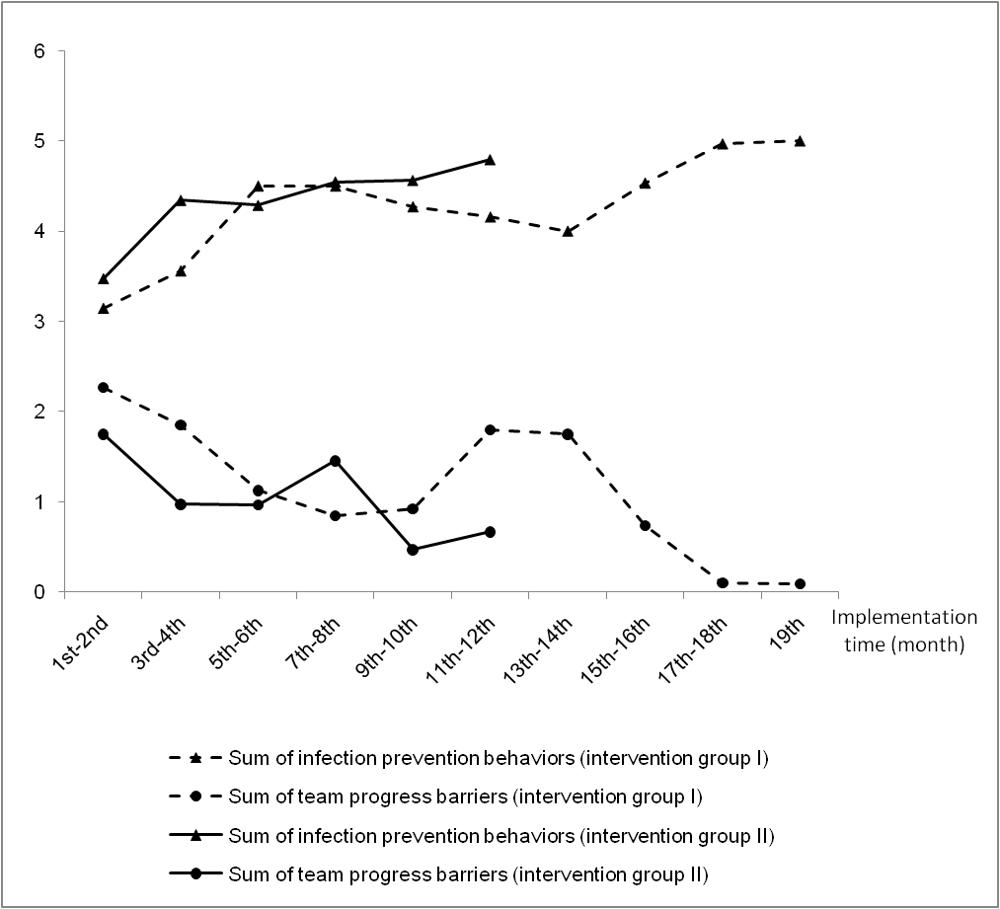 6
5
4
3
2
1
0
1st-2nd
3rd-4th
5th-6th
7th-8th
9th-10th
11th-12th
13th-14th
15th-16th
17th-18th
19th
Implementation
time (month)
Sum of infection prevention behaviors (intervention group I)
Sum of team progress barriers (intervention group I)
Sum of infection prevention behaviors (intervention group II)
Sum of team progress barriers (intervention group II)